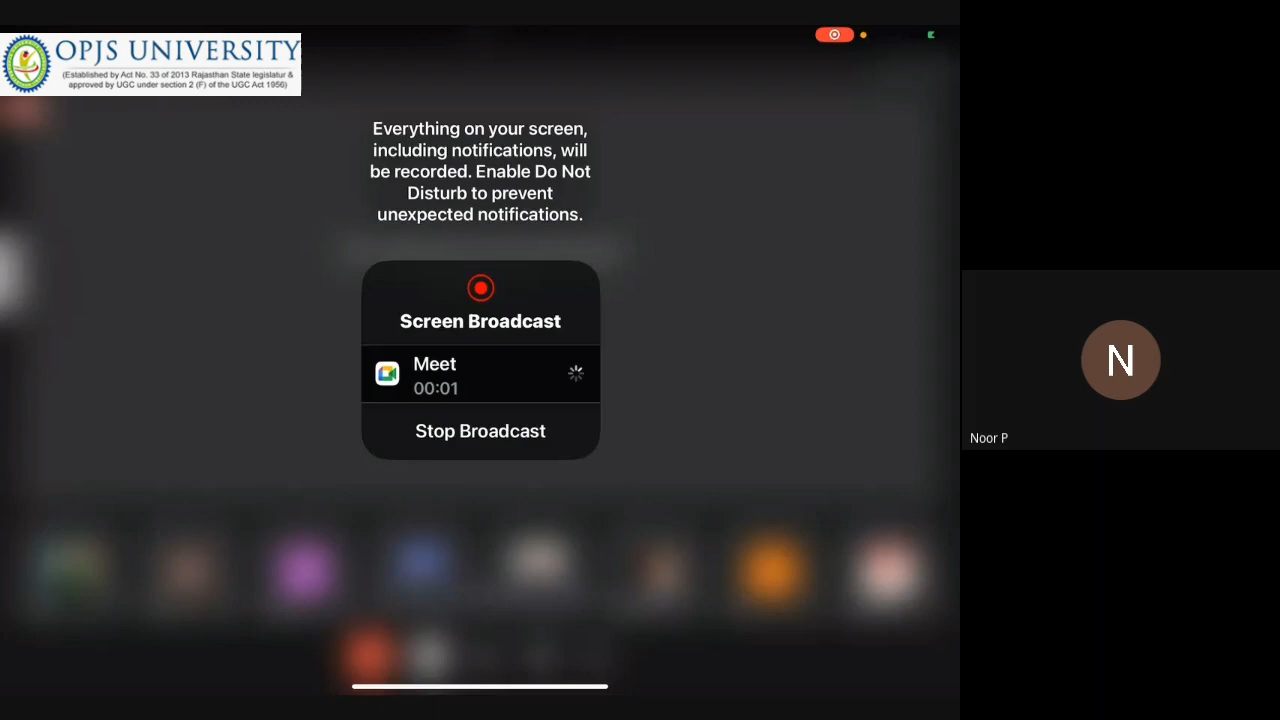 OPJS UNIVERSITY
(Established by Act No. 33 of 2013 Rajasthan State legislatur &
approved by UGC under section 2 (F) of the UGC Act 1956)
Everything on your screen,
including notifications, will
be recorded. Enable Do Not
Disturb to prevent
unexpected notifications.
Screen Broadcast
Meet
00:01
Stop Broadcast
N
Noor P